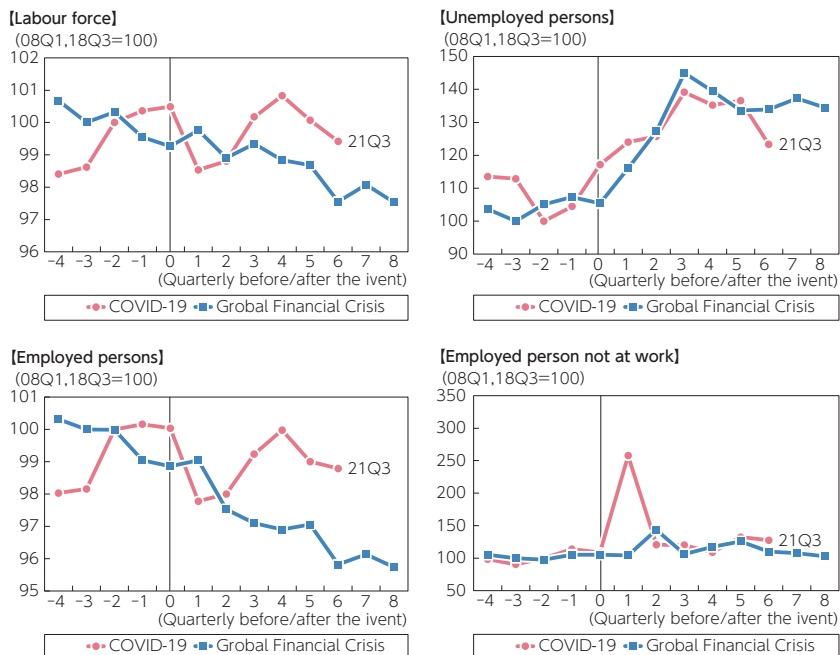 【Labour force】
(08Q1,18Q3=100)
102
101
100
99
98
97
96
21Q3
-4 -3 -2 -1 0 1 2 3 4 5 6 7 8
(Quarterly before/after the ivent)
COVID-19 Grobal Financial Crisis
【Unemployed persons】
(08Q1,18Q3=100)
150
140
130
120
110
100
90
21Q3
-4 -3 -2 -1 0 1 2 3 4 5 6 7 8
(Quarterly before/after the ivent)
COVID-19 Grobal Financial Crisis
【Employed persons】
(08Q1,18Q3=100)
101
100
99
98
97
96
95
21Q3
-4 -3 -2 -1 0 1 2 3 4 5 6 7 8
(Quarterly before/after the ivent)
COVID-19 Grobal Financial Crisis
【Employed person not at work】
(08Q1,18Q3=100)
350
300
250
200
150
100
50
21Q3
-4 -3 -2 -1 0 1 2 3 4 5 6 7 8
(Quarterly before/after the ivent)
COVID-19 Grobal Financial Crisis